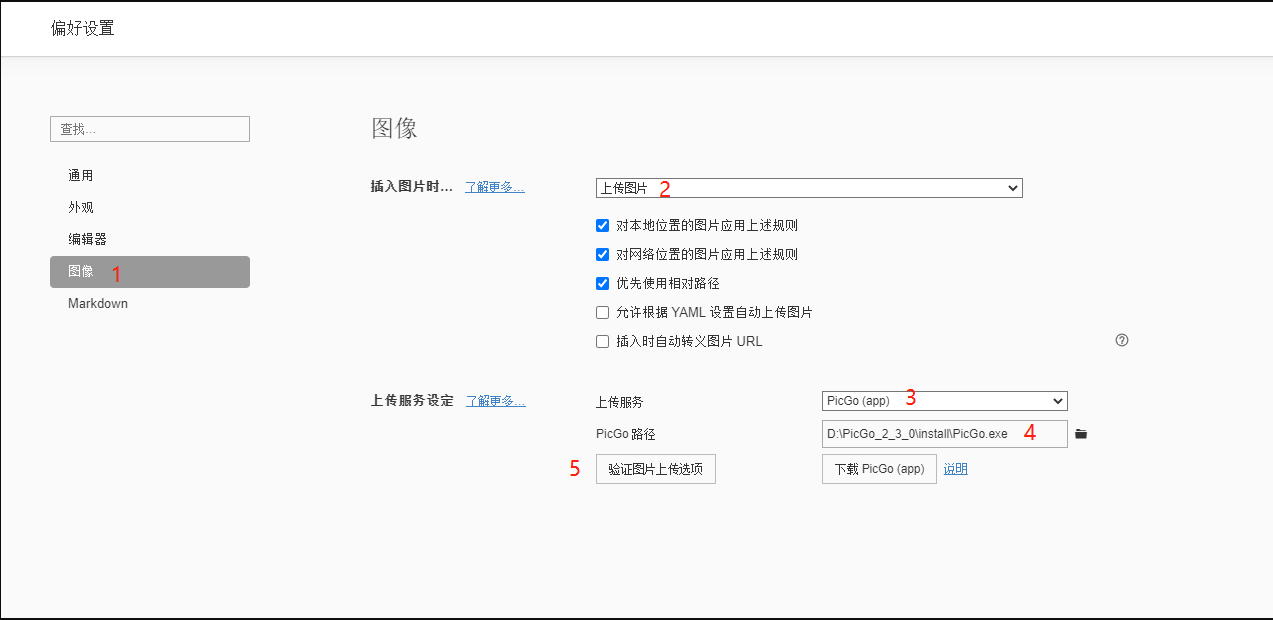 偏好设置
查找...
通用
外观
编辑器
图像 1
Markdown
图像
插入图片时... 了解更多... 上传图片 2
对本地位置的图片应用上述规则
对网络位置的图片应用上述规则
优先使用相对路径
允许根据 YAML 设置自动上传图片
插入时自动转义图片 URL ?
上传服务设定 了解更多... 上传服务 PicGo (app) 3
PicGo 路径 D:\PicGo_2_3_0\install\PicGo.exe 4
5 验证图片上传选项 下载 PicGo (app) 说明